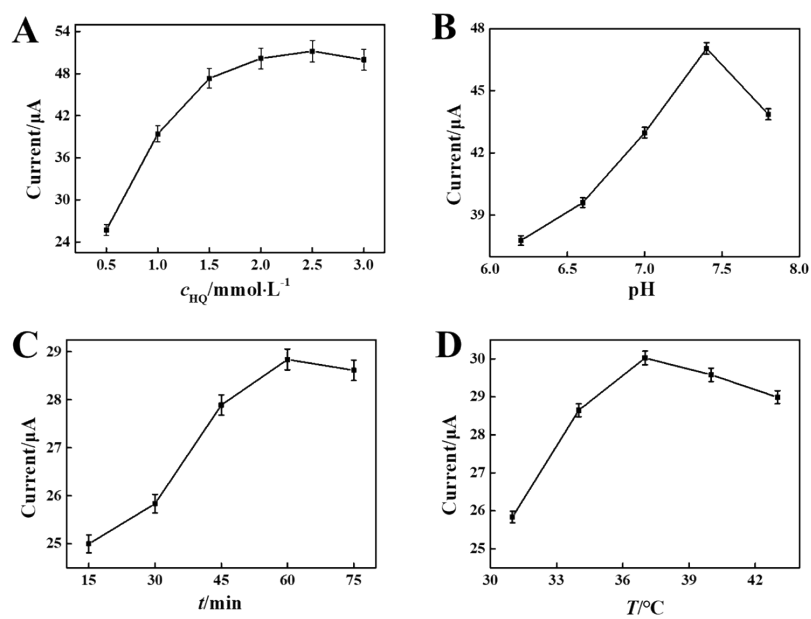 A
Current/μA
54
48
42
36
30
24
0.5 1.0 1.5 2.0 2.5 3.0
cHQ/mmol·L-1
B
Current/μA
48
45
42
39
6.0 6.5 7.0 7.5 8.0
pH
C
Current/μA
29
28
27
26
25
15 30 45 60 75
t/min
D
Current/μA
30
29
28
27
26
25
30 33 36 39 42
T/°C